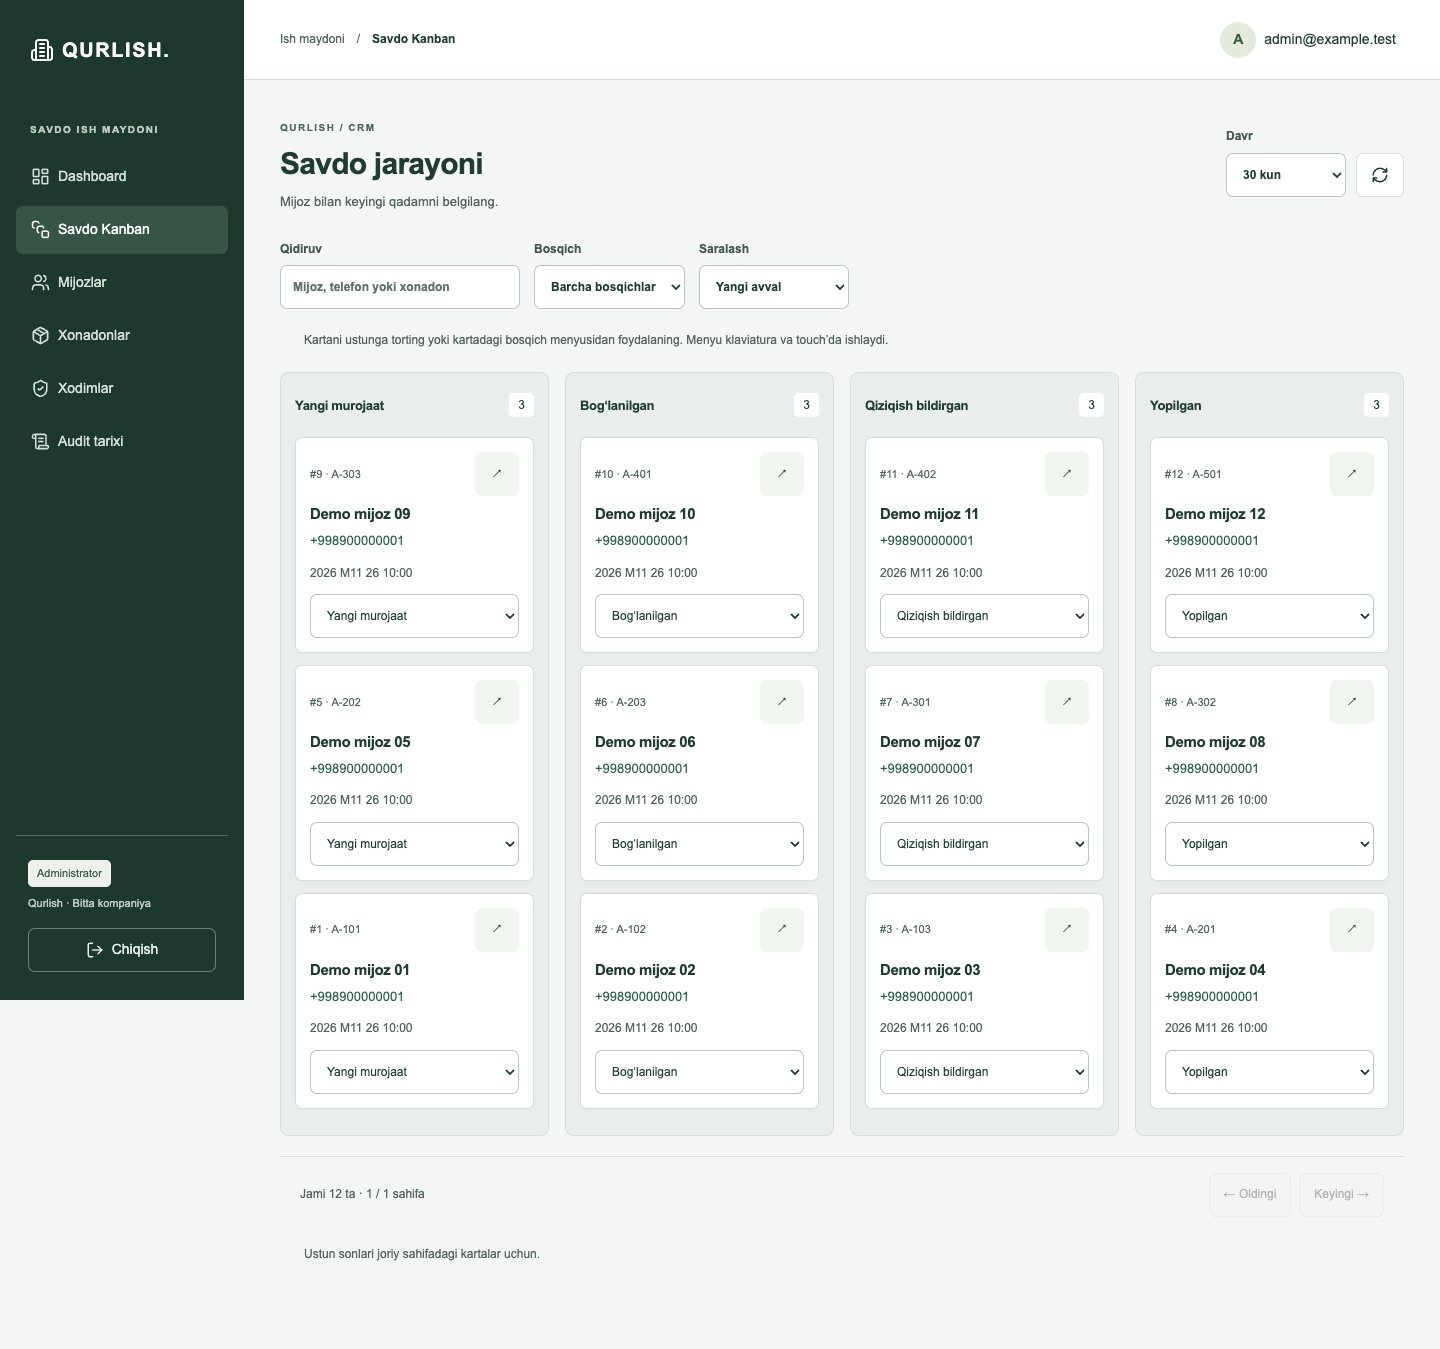 QURLISH.
SAVDO ISH MAYDONI
Dashboard
Savdo Kanban
Mijozlar
Xonadonlar
Xodimlar
Audit tarixi
Administrator
Qurlish · Bitta kompaniya
Chiqish
Ish maydoni / Savdo Kanban
A admin@example.test
QURLISH / CRM
Savdo jarayoni
Mijoz bilan keyingi qadamni belgilang.
Davr
30 kun
Qidiruv
Mijoz, telefon yoki xonadon
Bosqich
Barcha bosqichlar
Saralash
Yangi avval
Kartani ustunga torting yoki kartadagi bosqich menyusidan foydalaning. Menyu klaviatura va touch’da ishlaydi.
Yangi murojaat 3
#9 · A-303 ↗
Demo mijoz 09
+998900000001
2026 M11 26 10:00
Yangi murojaat
#5 · A-202 ↗
Demo mijoz 05
+998900000001
2026 M11 26 10:00
Yangi murojaat
#1 · A-101 ↗
Demo mijoz 01
+998900000001
2026 M11 26 10:00
Yangi murojaat
Bog‘lanilgan 3
#10 · A-401 ↗
Demo mijoz 10
+998900000001
2026 M11 26 10:00
Bog‘lanilgan
#6 · A-203 ↗
Demo mijoz 06
+998900000001
2026 M11 26 10:00
Bog‘lanilgan
#2 · A-102 ↗
Demo mijoz 02
+998900000001
2026 M11 26 10:00
Bog‘lanilgan
Qiziqish bildirgan 3
#11 · A-402 ↗
Demo mijoz 11
+998900000001
2026 M11 26 10:00
Qiziqish bildirgan
#7 · A-301 ↗
Demo mijoz 07
+998900000001
2026 M11 26 10:00
Qiziqish bildirgan
#3 · A-103 ↗
Demo mijoz 03
+998900000001
2026 M11 26 10:00
Qiziqish bildirgan
Yopilgan 3
#12 · A-501 ↗
Demo mijoz 12
+998900000001
2026 M11 26 10:00
Yopilgan
#8 · A-302 ↗
Demo mijoz 08
+998900000001
2026 M11 26 10:00
Yopilgan
#4 · A-201 ↗
Demo mijoz 04
+998900000001
2026 M11 26 10:00
Yopilgan
Jami 12 ta · 1 / 1 sahifa
← Oldingi
Keyingi →
Ustun sonlari joriy sahifadagi kartalar uchun.